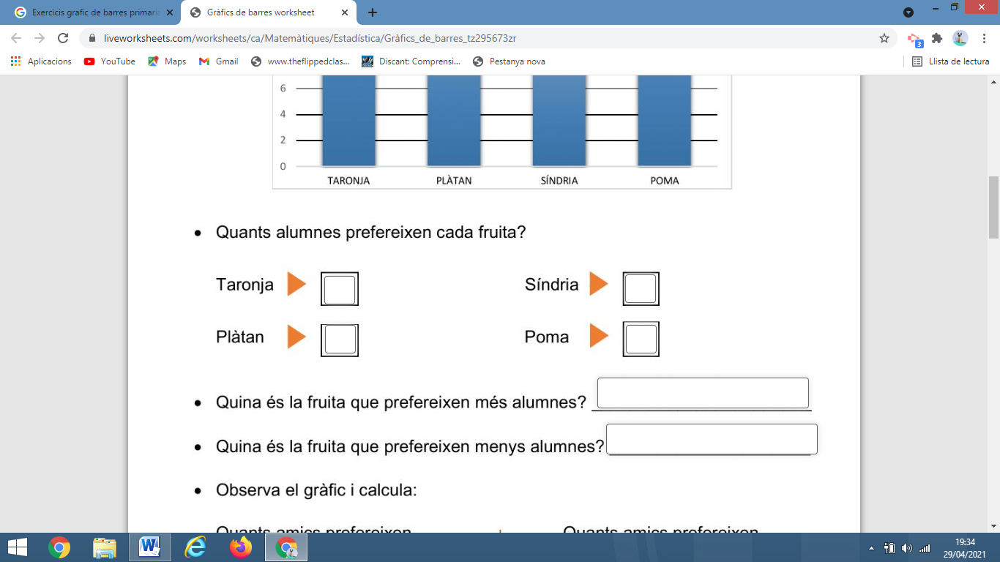 Exercicis grafic de barres primaria
Gràfics de barres worksheet
liveworksheets.com/worksheets/ca/Matemàtiques/Estadística/Gràfics_de_barres_tz295673zr
3
Aplicacions
YouTube
Maps
Gmail
www.theflippedclas...
Discant: Comprensi...
Pestanya nova
Llista de lectura
6
4
2
0
TARONJA PLÀTAN SÍNDRIA POMA
• Quants alumnes prefereixen cada fruita?
Taronja Síndria
Plàtan Poma
• Quina és la fruita que prefereixen més alumnes?
• Quina és la fruita que prefereixen menys alumnes?
• Observa el gràfic i calcula:
Quants amics prefereixen Quants amics prefereixen
19:34
29/04/2021